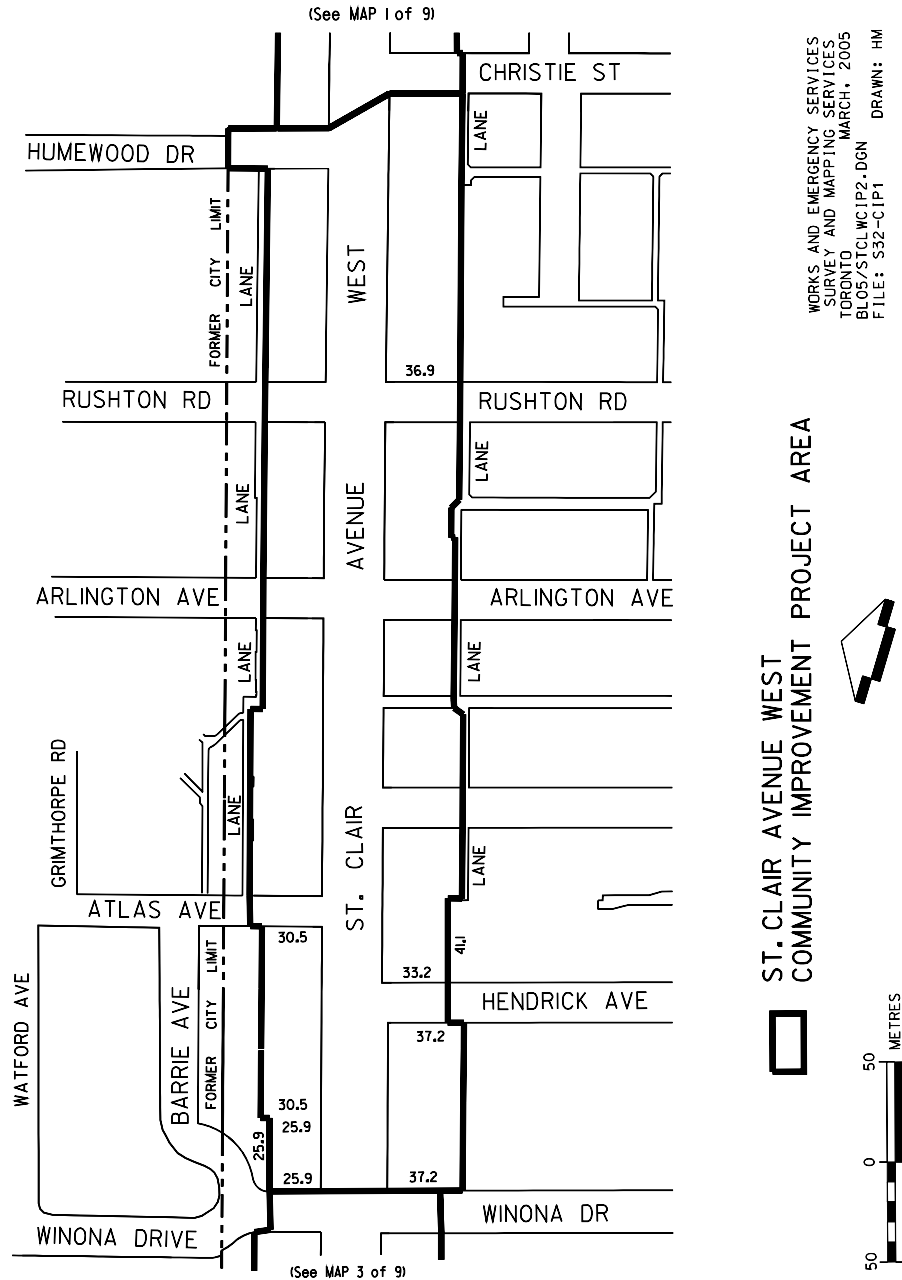 (See MAP 1 of 9)
CHRISTIE ST
HUMEWOOD DR
LANE
FORMER CITY LIMIT
LANE
WEST
36.9
RUSHTON RD
RUSHTON RD
LANE
LANE
AVENUE
ARLINGTON AVE
ARLINGTON AVE
LANE
LANE
GRIMTHORPE RD
LANE
ST. CLAIR
LANE
ATLAS AVE
30.5
41.1
33.2
HENDRICK AVE
WATFORD AVE
BARRIE AVE
FORMER CITY LIMIT
37.2
30.5
25.9
25.9
25.9
37.2
WINONA DR
WINONA DRIVE
(See MAP 3 of 9)
WORKS AND EMERGENCY SERVICES
SURVEY AND MAPPING SERVICES
TORONTO MARCH, 2005
BL05/STCLWCIP2.DGN
FILE: S32-CIP1 DRAWN: HM
ST. CLAIR AVENUE WEST
COMMUNITY IMPROVEMENT PROJECT AREA
50 0 50
METRES